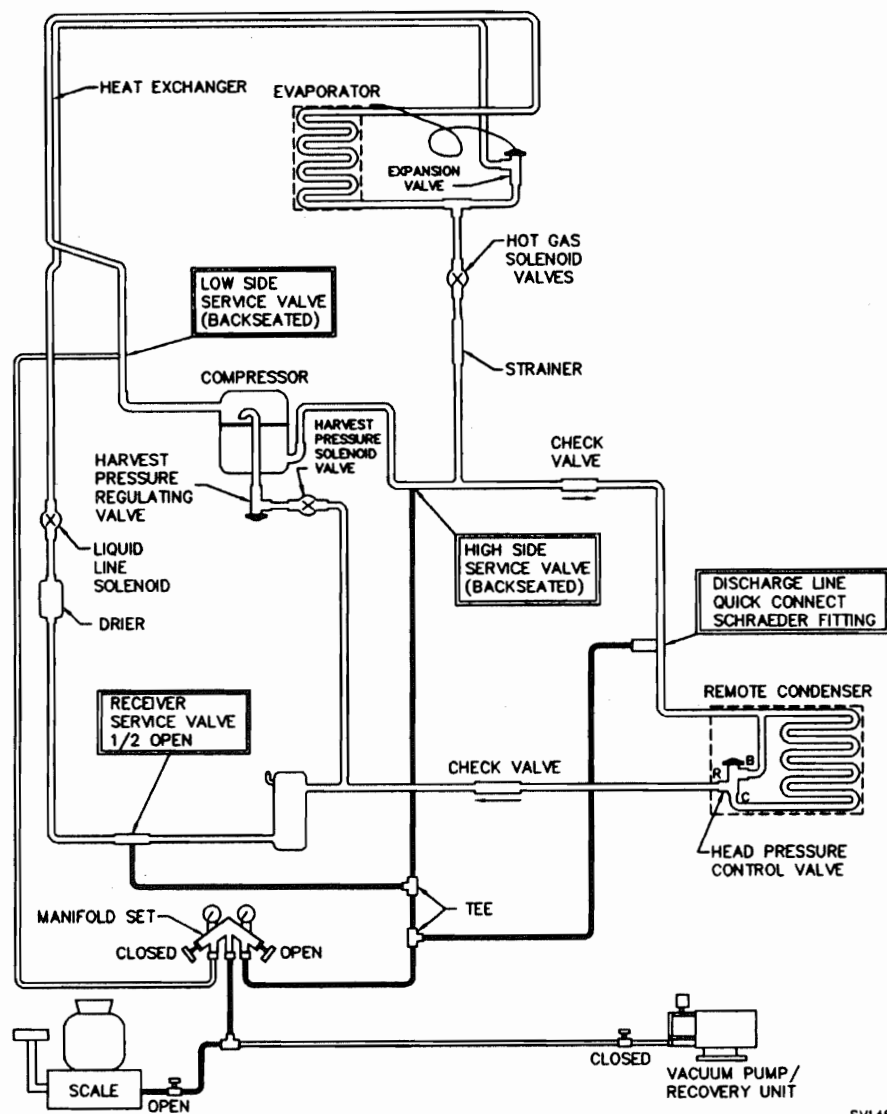 HEAT EXCHANGER
EVAPORATOR
EXPANSION
VALVE
HOT GAS
SOLENOID
VALVES
LOW SIDE
SERVICE VALVE
(BACKSEATED)
STRAINER
COMPRESSOR
HARVEST
PRESSURE
SOLENOID
VALVE
CHECK
VALVE
HARVEST
PRESSURE
REGULATING
VALVE
LIQUID
LINE
SOLENOID
HIGH SIDE
SERVICE VALVE
(BACKSEATED)
DISCHARGE LINE
QUICK CONNECT
SCHRAEDER FITTING
DRIER
REMOTE CONDENSER
RECEIVER
SERVICE VALVE
1/2 OPEN
B
R
C
CHECK VALVE
HEAD PRESSURE
CONTROL VALVE
TEE
MANIFOLD SET
CLOSED
OPEN
CLOSED
SCALE
OPEN
VACUUM PUMP/
RECOVERY UNIT